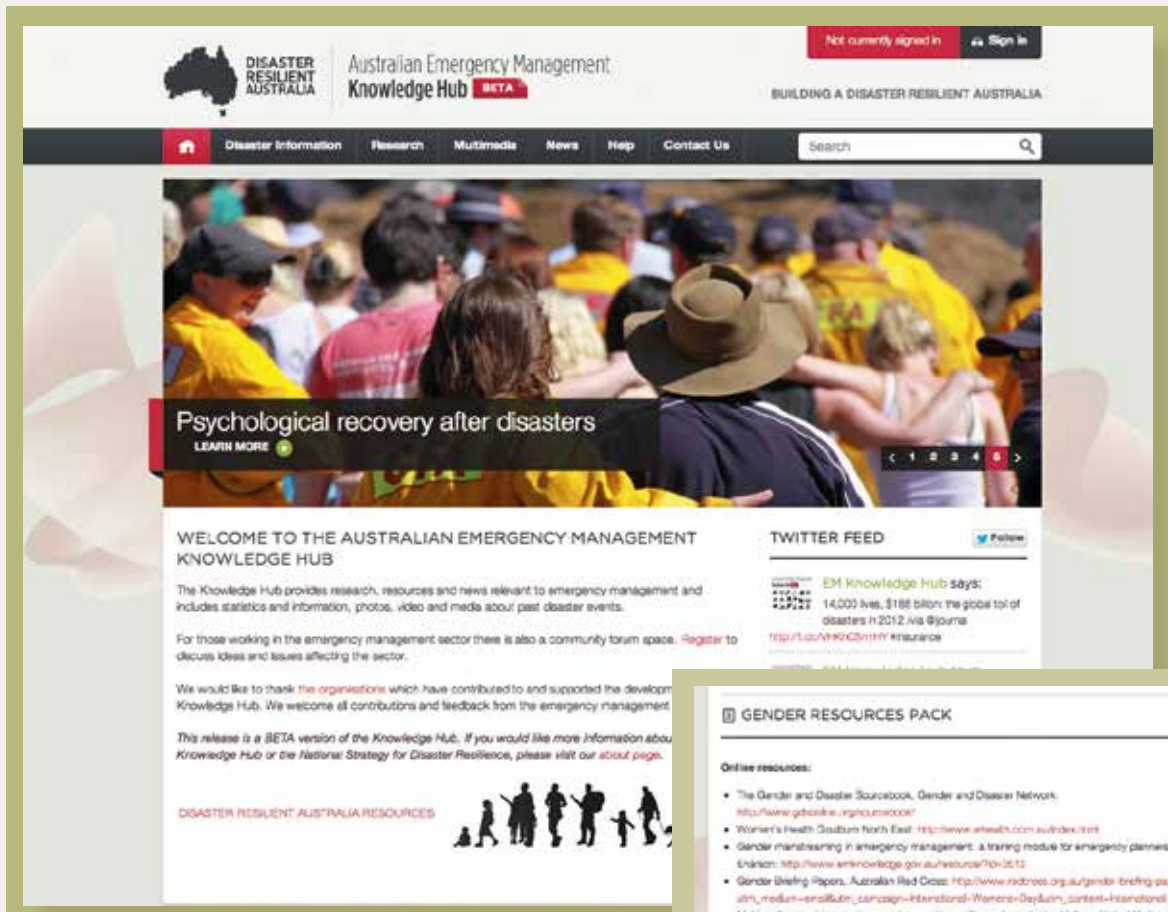 Not currently signed in
Sign in
DISASTER
RESILIENT
AUSTRALIA
Australian Emergency Management
Knowledge Hub BETA
BUILDING A DISASTER RESILIENT AUSTRALIA
Disaster Information Research Multimedia News Help Contact Us
Search
CFA
Psychological recovery after disasters
LEARN MORE
< 1 2 3 4 5 >
WELCOME TO THE AUSTRALIAN EMERGENCY MANAGEMENT
KNOWLEDGE HUB
The Knowledge Hub provides research, resources and news relevant to emergency management and
includes statistics and information, photos, video and media about past disaster events.
For those working in the emergency management sector there is also a community forum space. Register to
discuss ideas and issues affecting the sector.
We would like to thank the organisations which have contributed to and supported the developm
Knowledge Hub. We welcome all contributions and feedback from the emergency management
This release is a BETA version of the Knowledge Hub. If you would like more information abou
Knowledge Hub or the National Strategy for Disaster Resilience, please visit our about page.
DISASTER RESILIENT AUSTRALIA RESOURCES
TWITTER FEED
Follow
EM Knowledge Hub says:
14,000 lives, $186 billion: the global toll of
disasters in 2012 /via @journa
#insurance
GENDER RESOURCES PACK
Online resources:
The Gender and Disaster Sourcebook, Gender and Disaster Network:
Women's Health Goulburn North East:
Gender mainstreaming in emergency management: a training module for emergency planners
Enarson:
Gender Briefing Papers, Australian Red Cross: